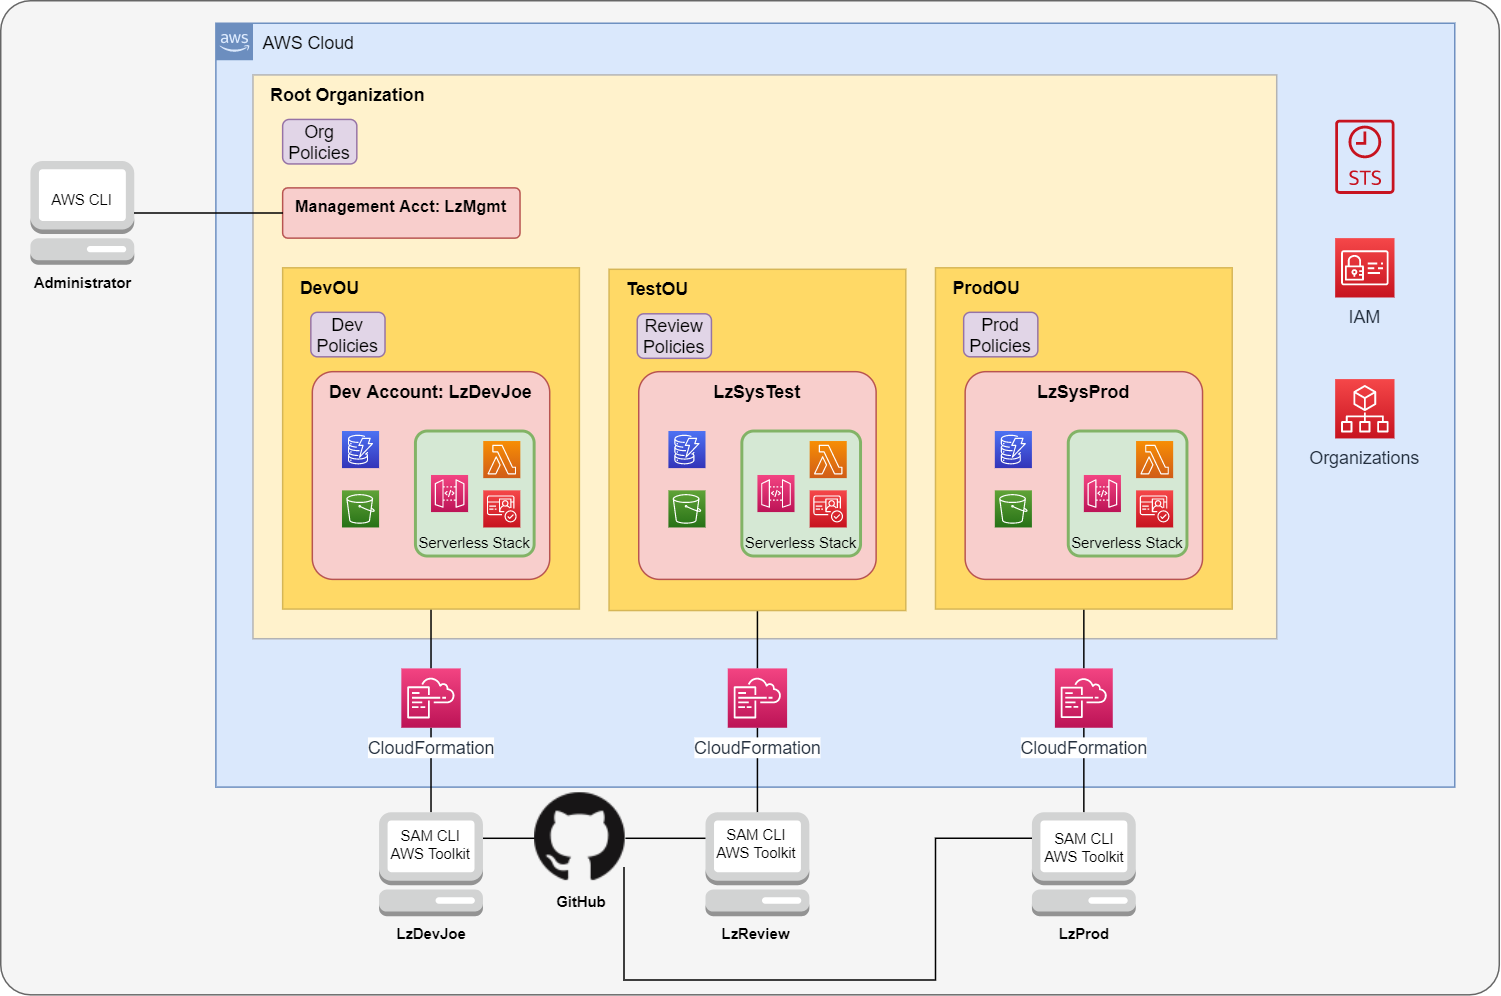 aws
AWS Cloud
Root Organization
Org
Policies
STS
AWS CLI
Management Acct: LzMgmt
Administrator
IAM
DevOU
TestOU
ProdOU
Dev
Policies
Review
Policies
Prod
Policies
Dev Account: LzDevJoe
LzSysTest
LzSysProd
Organizations
Serverless Stack
Serverless Stack
Serverless Stack
CloudFormation
CloudFormation
CloudFormation
SAM CLI
AWS Toolkit
SAM CLI
AWS Toolkit
SAM CLI
AWS Toolkit
GitHub
LzDevJoe
LzReview
LzProd